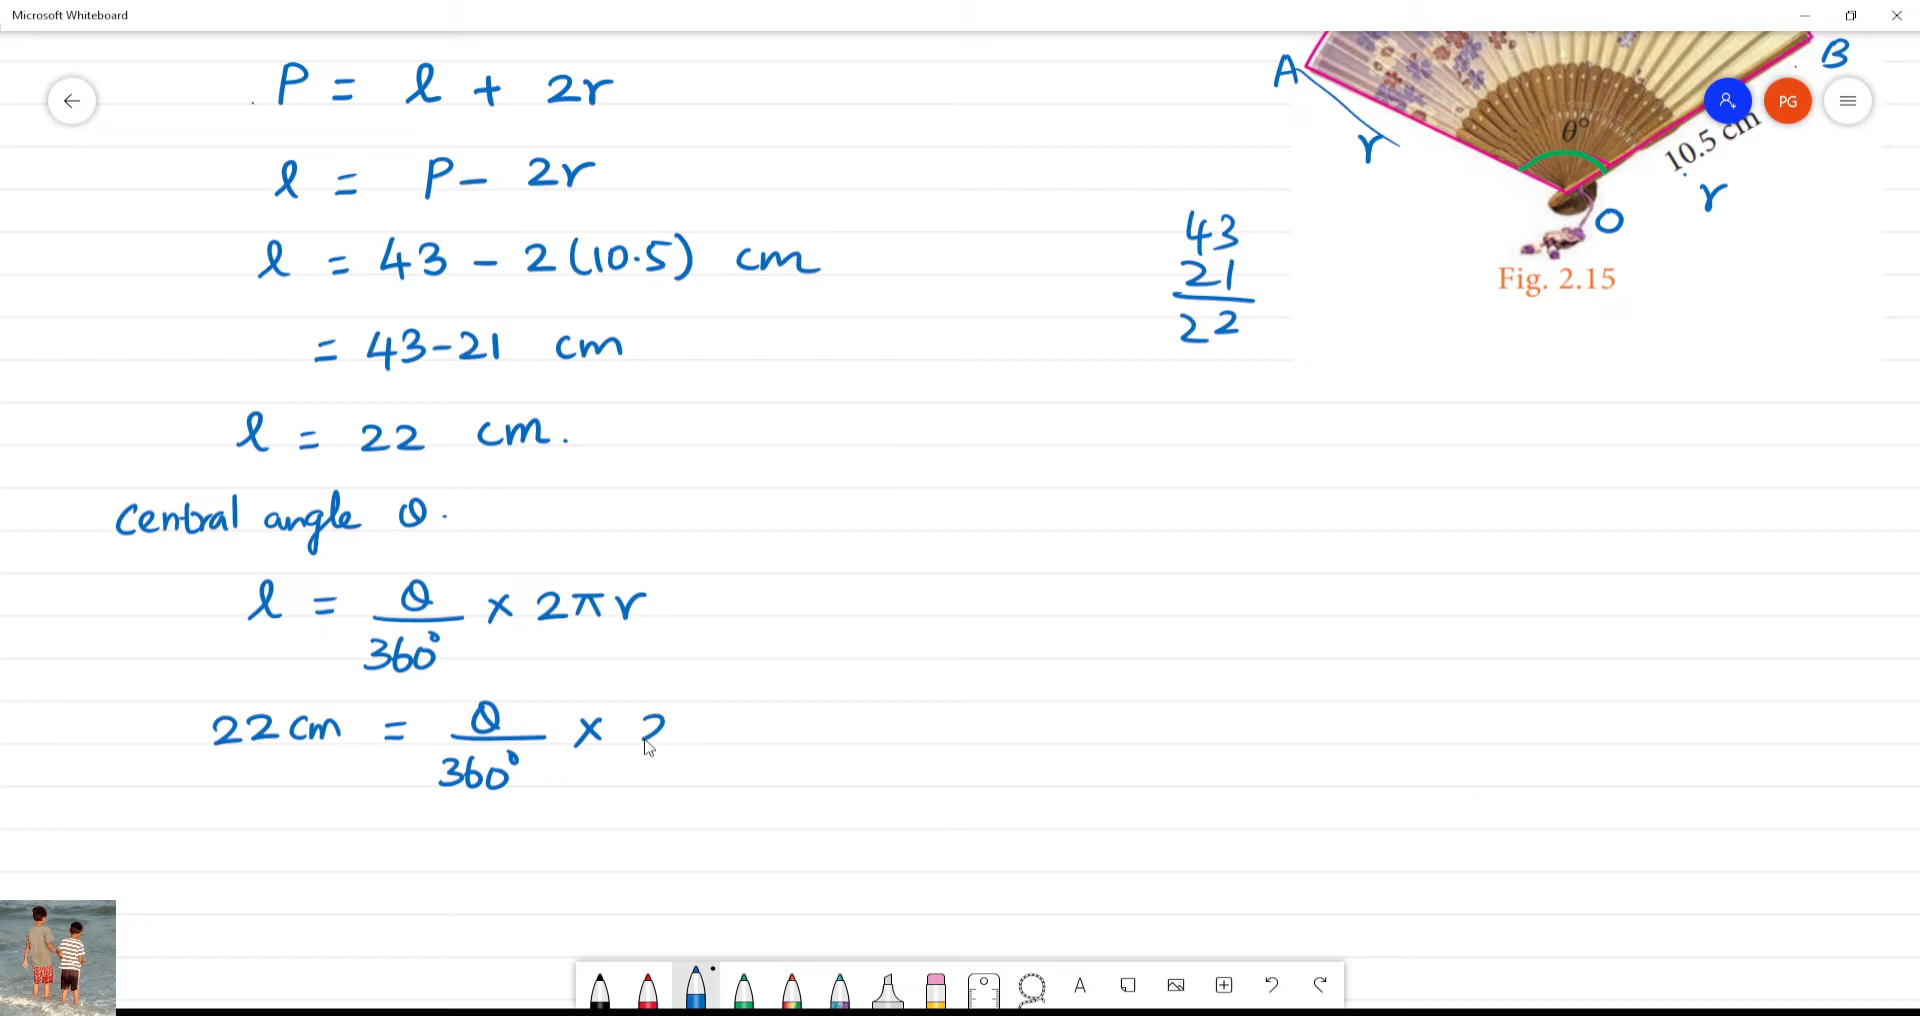 Microsoft Whiteboard
P = l + 2r
l = P - 2r
l = 43 - 2(10.5) cm
= 43-21 cm
l = 22 cm.
Central angle θ.
l = θ/360° × 2πr
22 cm = θ/360° × 2
43
21
22
A
B
r
θ°
10.5 cm
r
O
Fig. 2.15
PG
A